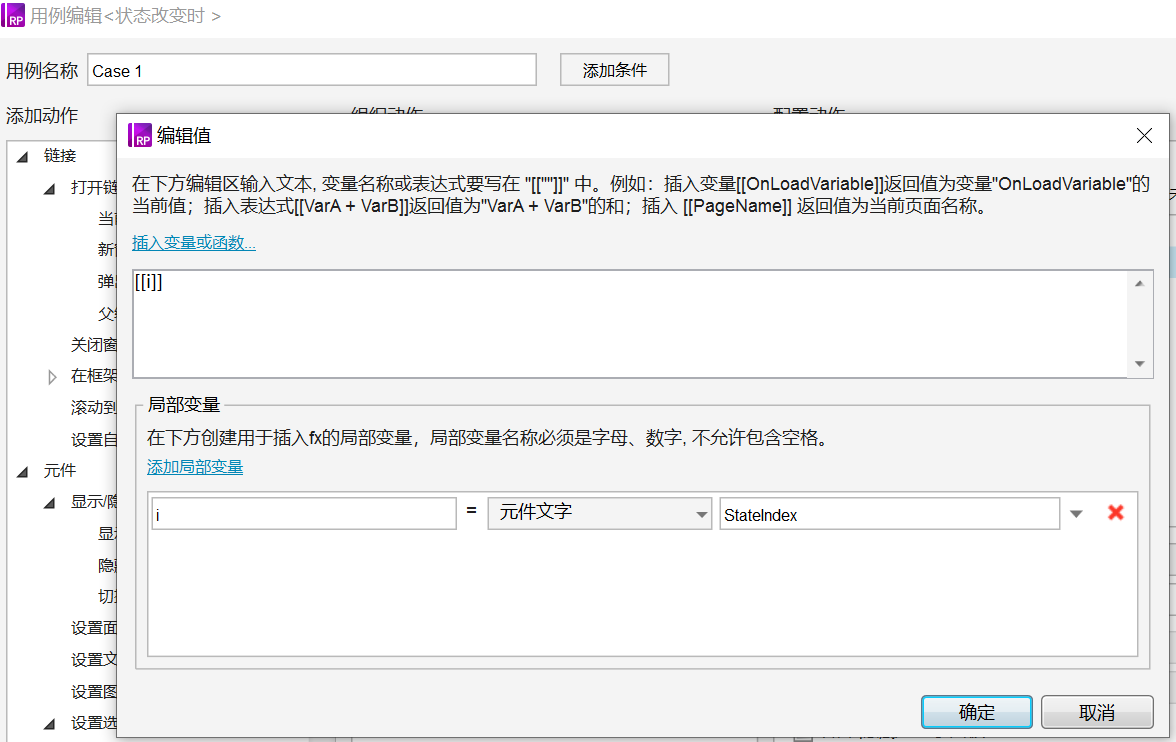 RP 用例编辑<状态改变时 >
用例名称 Case 1 添加条件
添加动作
RP 编辑值
链接
打开链
在下方编辑区输入文本, 变量名称或表达式要写在 "[[""]]" 中。例如：插入变量[[OnLoadVariable]]返回值为变量"OnLoadVariable"的
当前值；插入表达式[[VarA + VarB]]返回值为"VarA + VarB"的和；插入 [[PageName]] 返回值为当前页面名称。
插入变量或函数...
[[i]]
关闭窗
在框架
滚动到
设置自
局部变量
在下方创建用于插入fx的局部变量，局部变量名称必须是字母、数字, 不允许包含空格。
添加局部变量
元件
显示/隐
i = 元件文字 StateIndex
设置面
设置文
设置图
设置选
确定 取消